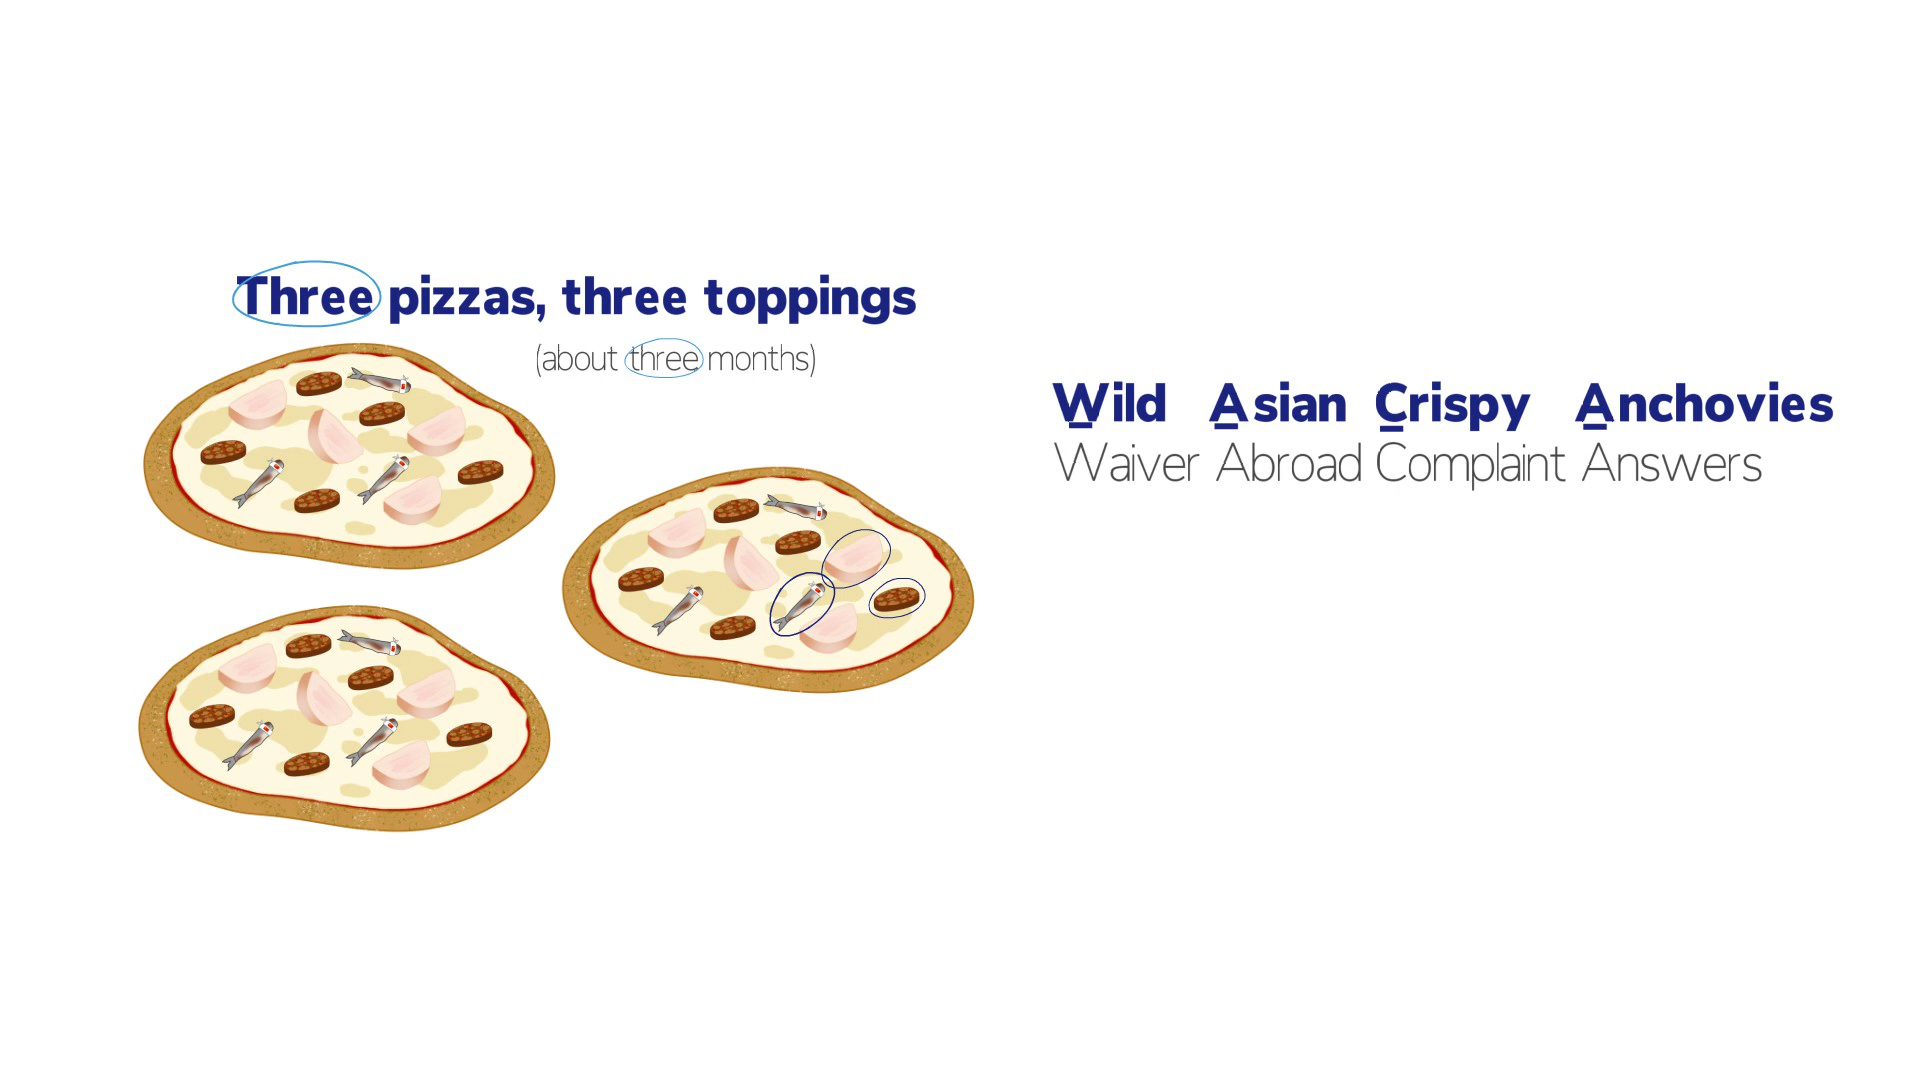 Three pizzas, three toppings
(about three months)
Wild Asian Crispy Anchovies
Waiver Abroad Complaint Answers